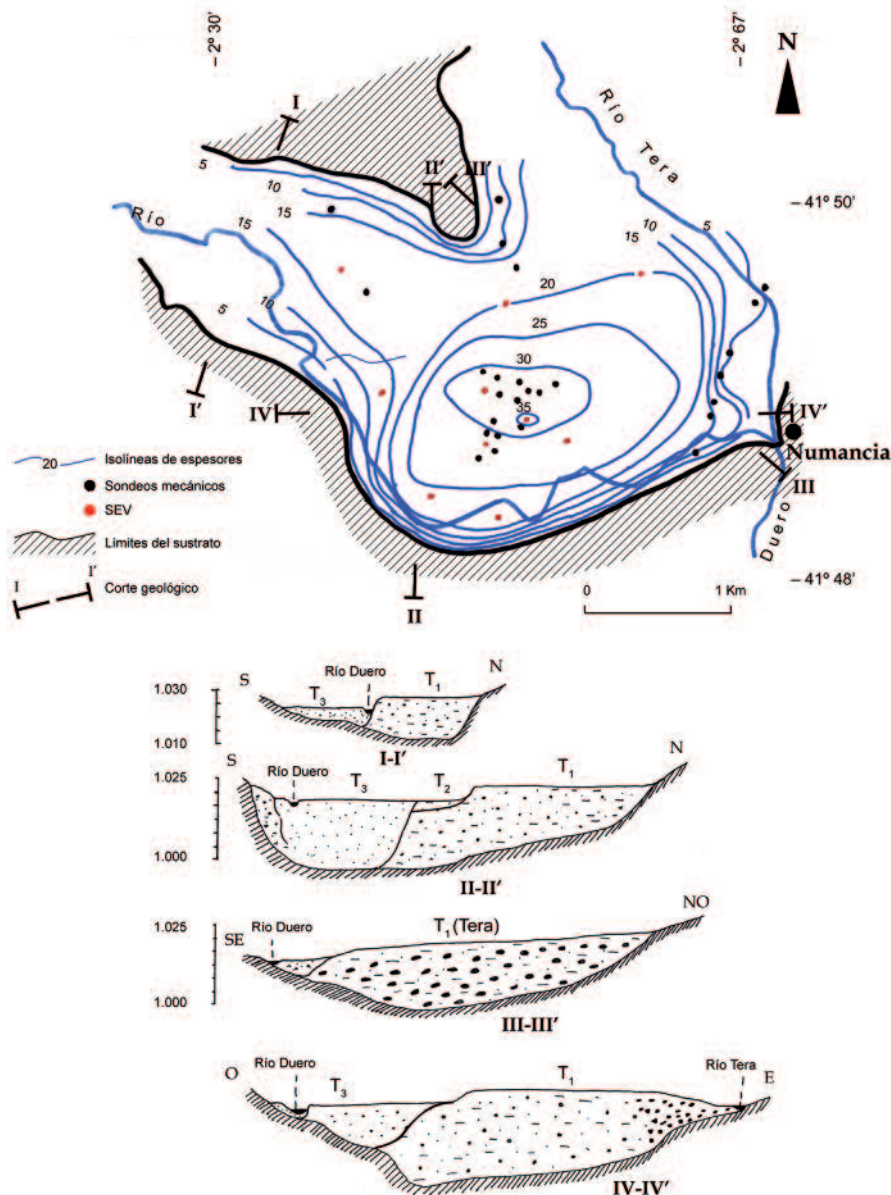 – 2º 30'
– 2º 67'
N
I
Río Tera
II'
III'
5
10
15
– 41º 50'
Río
15
10
5
5
10
15
20
25
30
35
I'
IV
IV'
Numancia
III
Duero
20
Isolíneas de espesores
Sondeos mecánicos
SEV
Limites del sustrato
I I'
Corte geológico
II
– 41º 48'
0 1 Km
S Río Duero N
T3 T1
1.030
1.010
I-I'
S N
Río Duero
1.025 T3 T2 T1
1.000
II-II'
NO
1.025 Río Duero T1(Tera)
SE
1.000
III-III'
O Río Duero Río Tera E
T3 T1
IV-IV'